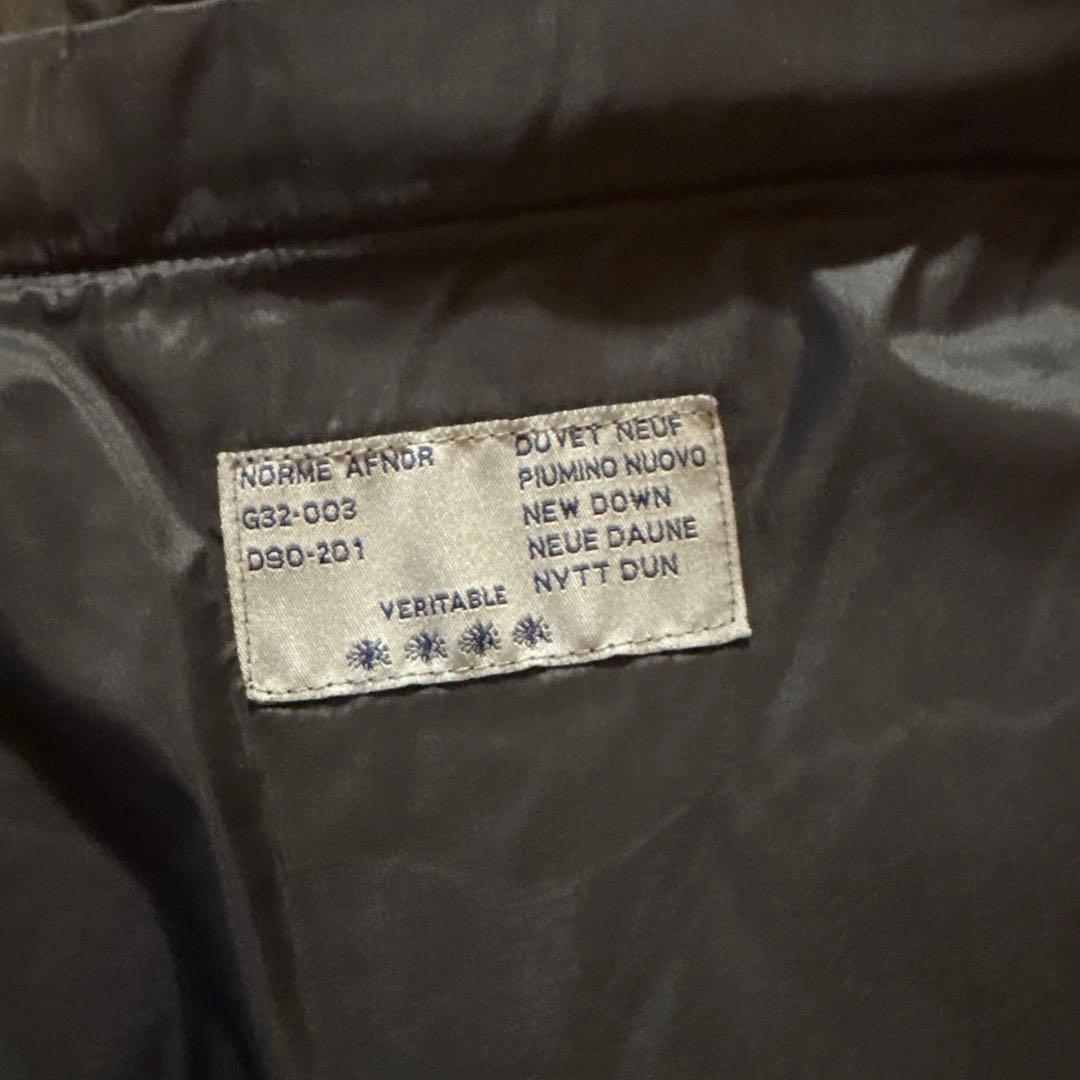 NORME AFNOR
G32-003
D90-201
DUVET NEUF
PIUMINO NUOVO
NEW DOWN
NEUE DAUNE
NYTT DUN
VERITABLE